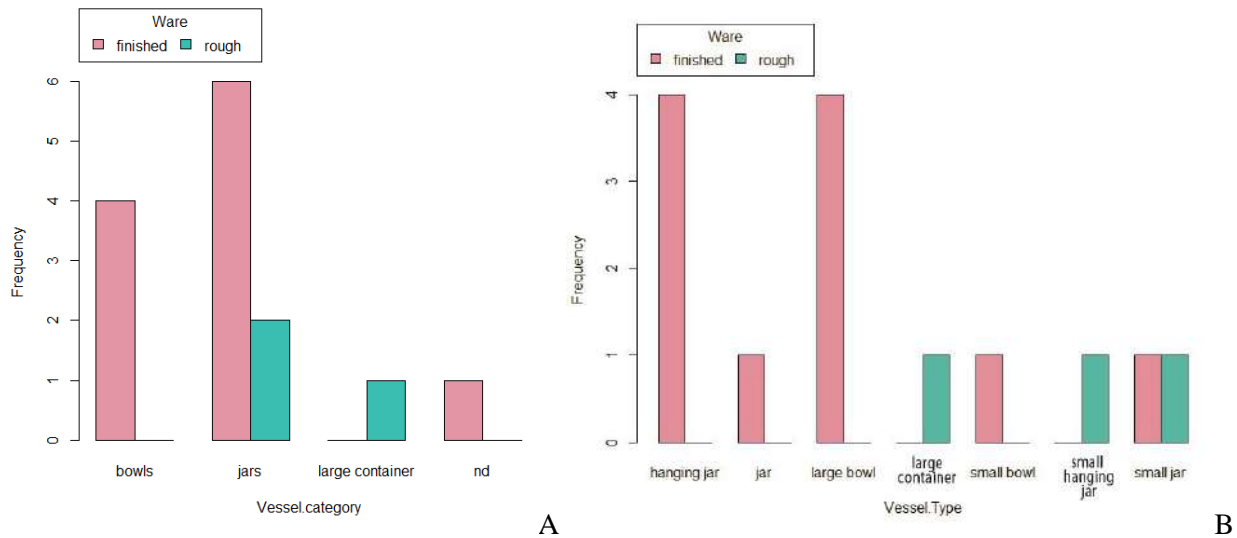 Ware
finished rough
6
5
4
3
2
1
0
Frequency
bowls jars large container nd
Vessel.category
A
Ware
finished rough
4
3
2
1
0
Frequency
hanging jar jar large bowl large container small bowl small hanging jar small jar
Vessel.Type
B